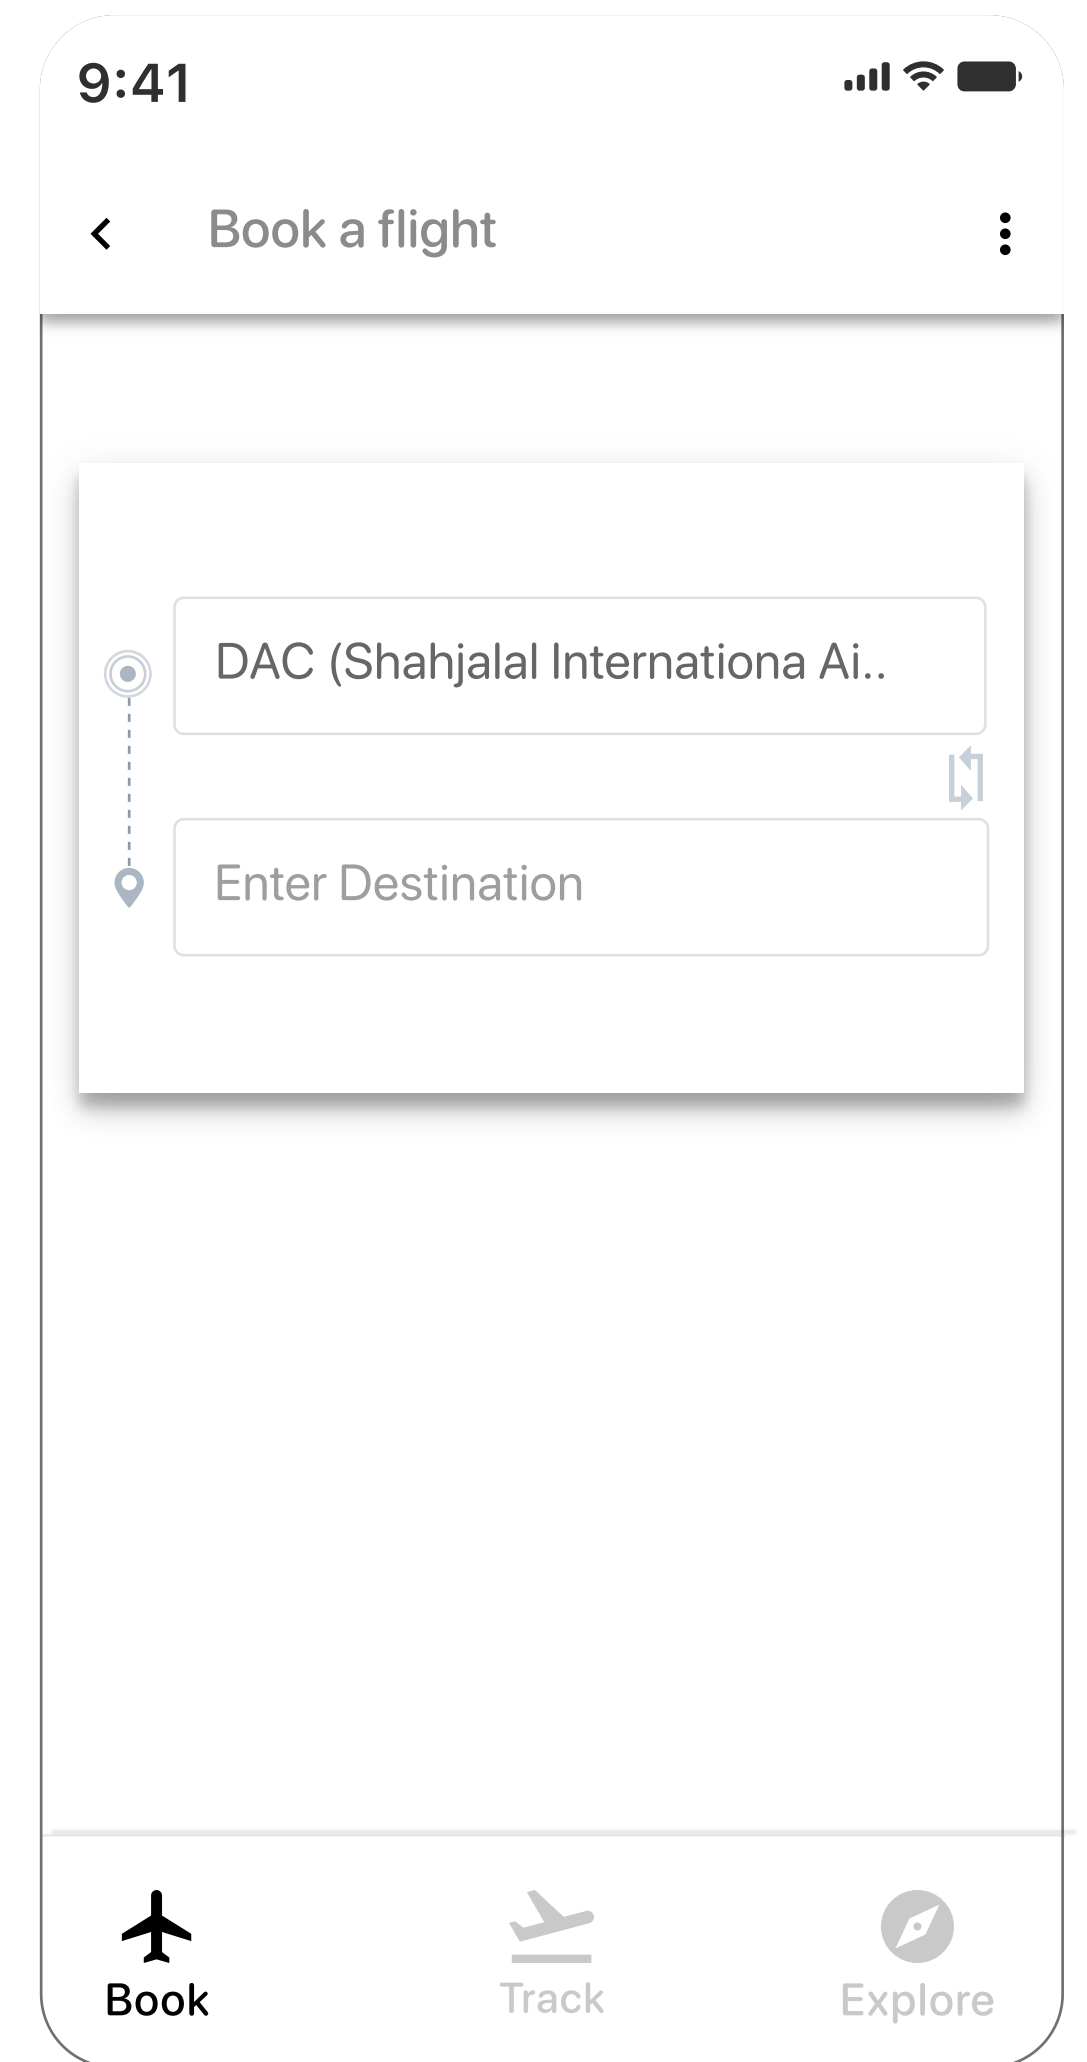 9:41
Book a flight
DAC (Shahjalal Internationa Ai..
Enter Destination
Book
Track
Explore